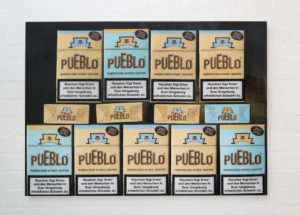 PUEBLO
Rauchen fügt Ihnen
und den Menschen in
Ihrer Umgebung
erheblichen Schaden zu.
PUEBLO
Rauchen fügt Ihnen
und den Menschen in
Ihrer Umgebung
erheblichen Schaden zu.
PUEBLO
Rauchen fügt Ihnen
und den Menschen in
Ihrer Umgebung
erheblichen Schaden zu.
PUEBLO
Rauchen fügt Ihnen
und den Menschen in
Ihrer Umgebung
erheblichen Schaden zu.
PUEBLO
PUEBLO
PUEBLO
PUEBLO
PUEBLO
Rauchen fügt Ihnen
und den Menschen in
Ihrer Umgebung
erheblichen Schaden zu.
PUEBLO
Rauchen fügt Ihnen
und den Menschen in
Ihrer Umgebung
erheblichen Schaden zu.
PUEBLO
Rauchen fügt Ihnen
und den Menschen in
Ihrer Umgebung
erheblichen Schaden zu.
PUEBLO
Rauchen fügt Ihnen
und den Menschen in
Ihrer Umgebung
erheblichen Schaden zu.
PUEBLO
Rauchen fügt Ihnen
und den Menschen in
Ihrer Umgebung
erheblichen Schaden zu.